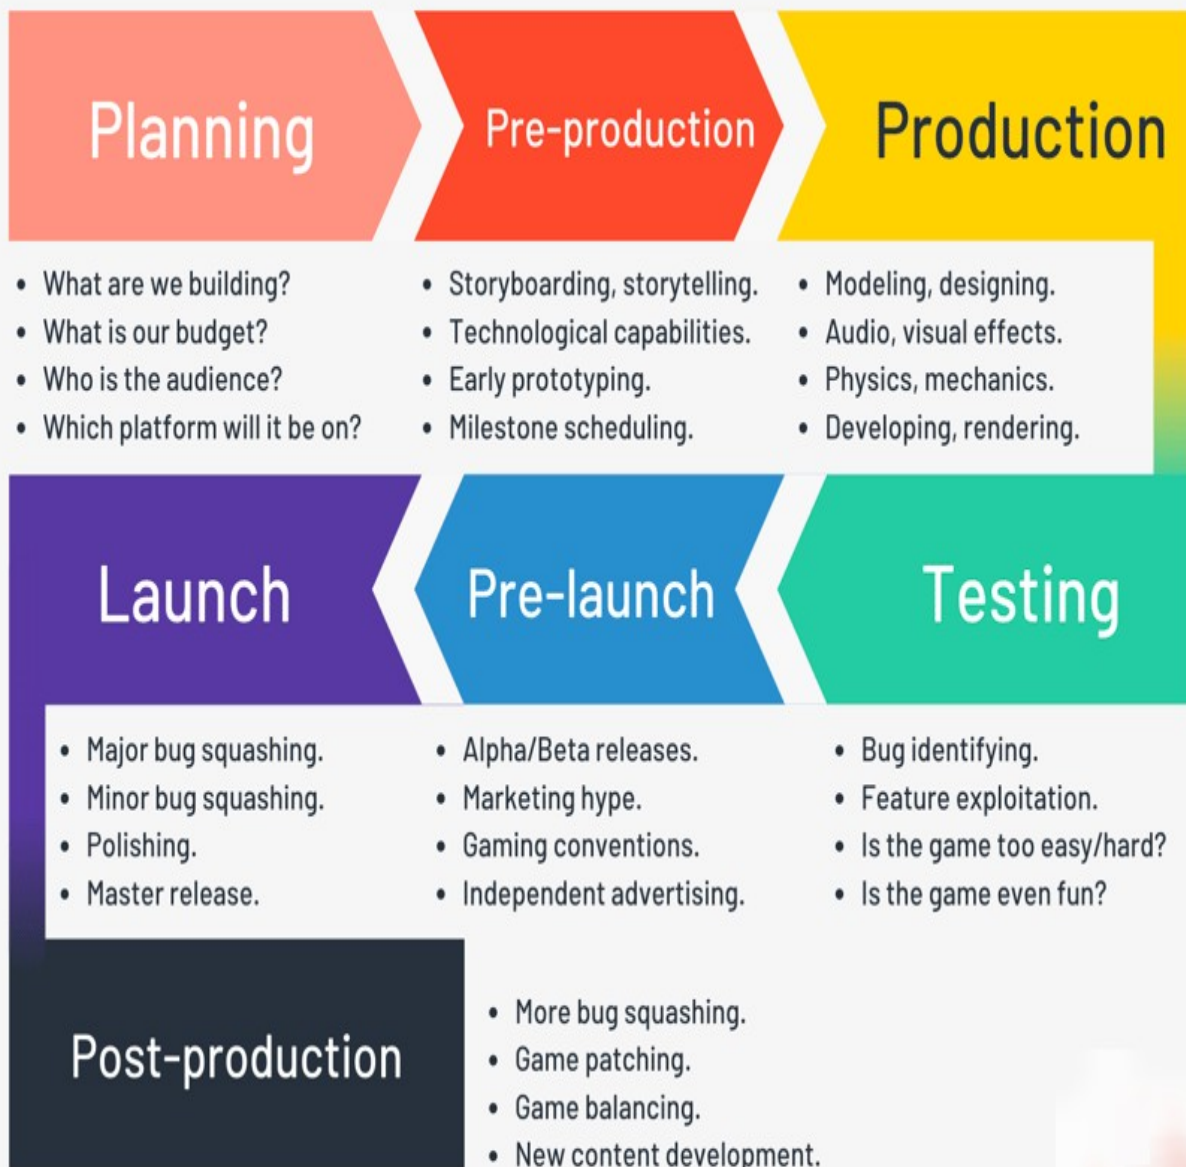 Planning
• What are we building?
• What is our budget?
• Who is the audience?
• Which platform will it be on?
Pre-production
• Storyboarding, storytelling.
• Technological capabilities.
• Early prototyping.
• Milestone scheduling.
Production
• Modeling, designing.
• Audio, visual effects.
• Physics, mechanics.
• Developing, rendering.
Testing
• Bug identifying.
• Feature exploitation.
• Is the game too easy/hard?
• Is the game even fun?
Pre-launch
• Alpha/Beta releases.
• Marketing hype.
• Gaming conventions.
• Independent advertising.
Launch
• Major bug squashing.
• Minor bug squashing.
• Polishing.
• Master release.
Post-production
• More bug squashing.
• Game patching.
• Game balancing.
• New content development.